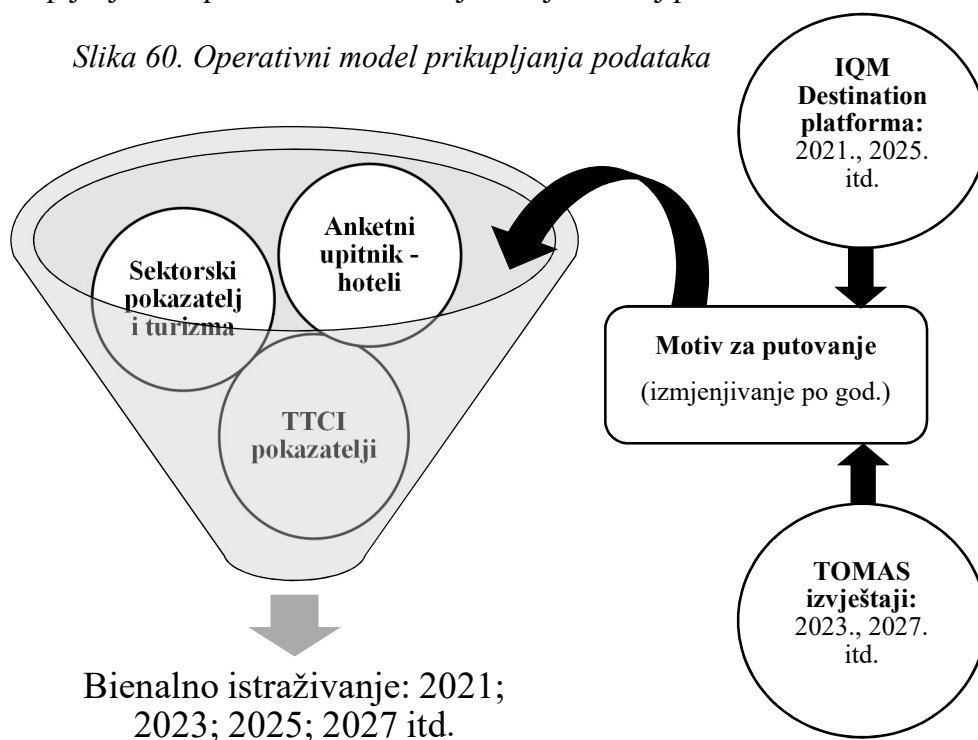 Slika 60. Operativni model prikupljanja podataka
IQM
Destination
platforma:
2021., 2025.
itd.
Anketni
upitnik -
hoteli
Sektorski
pokazatelj
i turizma
TTCI
pokazatelji
Motiv za putovanje
(izmjenjivanje po god.)
TOMAS
izvještaji:
2023., 2027.
itd.
Bienalno istraživanje: 2021;
2023; 2025; 2027 itd.